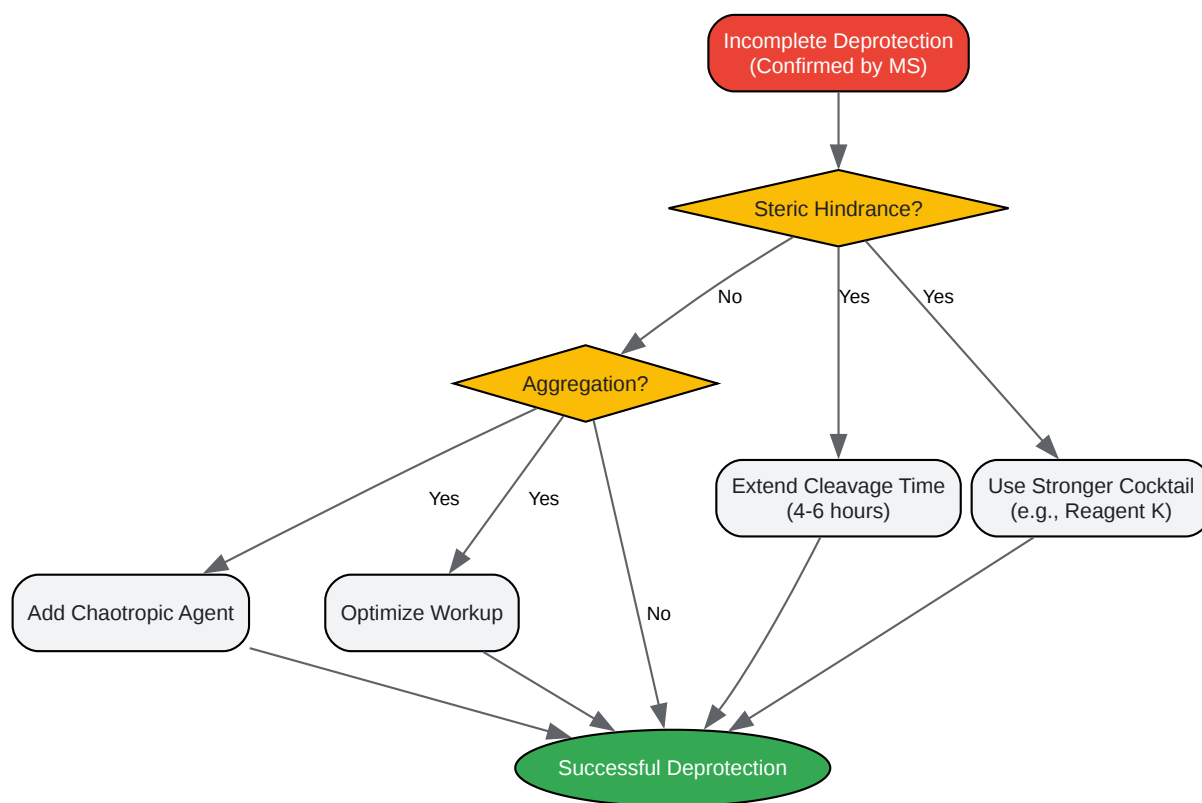 Incomplete Deprotection
(Confirmed by MS)
Steric Hindrance?
No
Yes
Yes
Aggregation?
Extend Cleavage Time
(4-6 hours)
Use Stronger Cocktail
(e.g., Reagent K)
Yes
Yes
No
Add Chaotropic Agent
Optimize Workup
Successful Deprotection